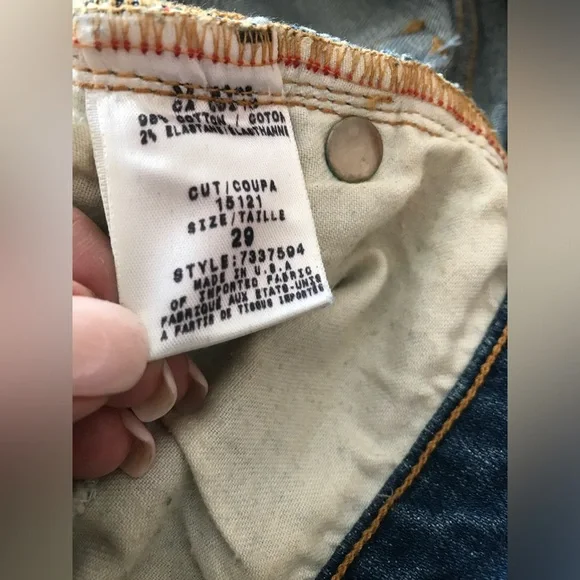 98% COTTON / COTON
2% ELASTANE/ELASTHANNE
CUT/COUPA
15121
SIZE/TAILLE
29
STYLE:7337504
MADE IN U.S.A
OF IMPORTED FABRIC
FABRIQUE AUX ETATS-UNIS
A PARTIR DE TISSUS IMPORTES